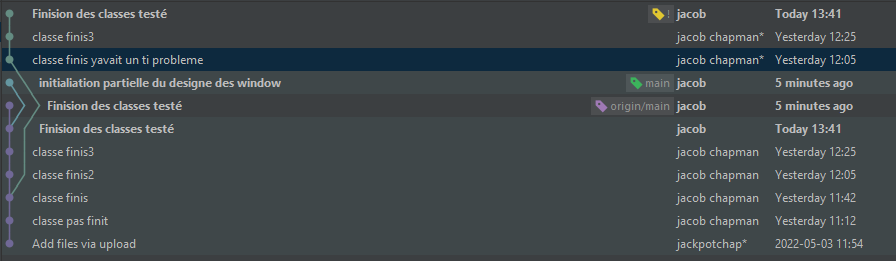 Finision des classes testé ! jacob Today 13:41
classe finis3 jacob chapman* Yesterday 12:25
classe finis yavait un ti probleme jacob chapman* Yesterday 12:05
initialiation partielle du designe des window main jacob 5 minutes ago
Finision des classes testé origin/main jacob 5 minutes ago
Finision des classes testé jacob Today 13:41
classe finis3 jacob chapman Yesterday 12:25
classe finis2 jacob chapman Yesterday 12:05
classe finis jacob chapman Yesterday 11:42
classe pas finit jacob chapman Yesterday 11:12
Add files via upload jackpotchap* 2022-05-03 11:54